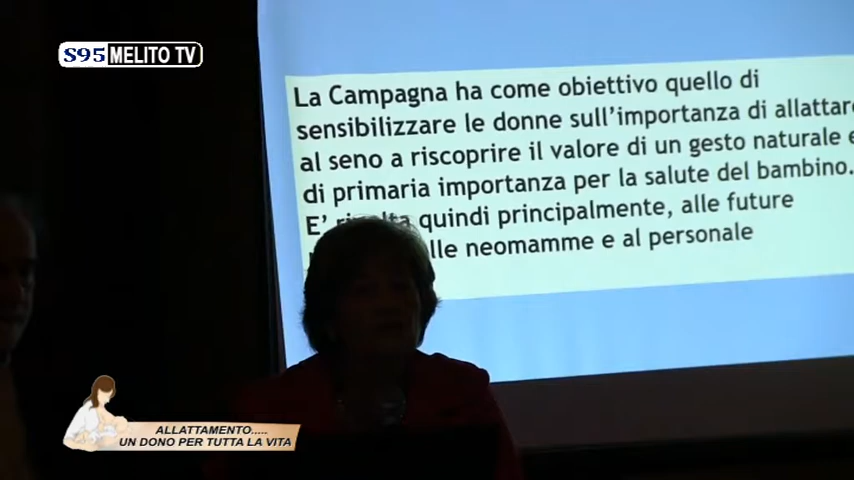 S95 MELITO TV
La Campagna ha come obiettivo quello di
sensibilizzare le donne sull'importanza di allattare
al seno a riscoprire il valore di un gesto naturale e
di primaria importanza per la salute del bambino.
E' rivolta quindi principalmente, alle future
alle neomamme e al personale
ALLATTAMENTO.....
UN DONO PER TUTTA LA VITA